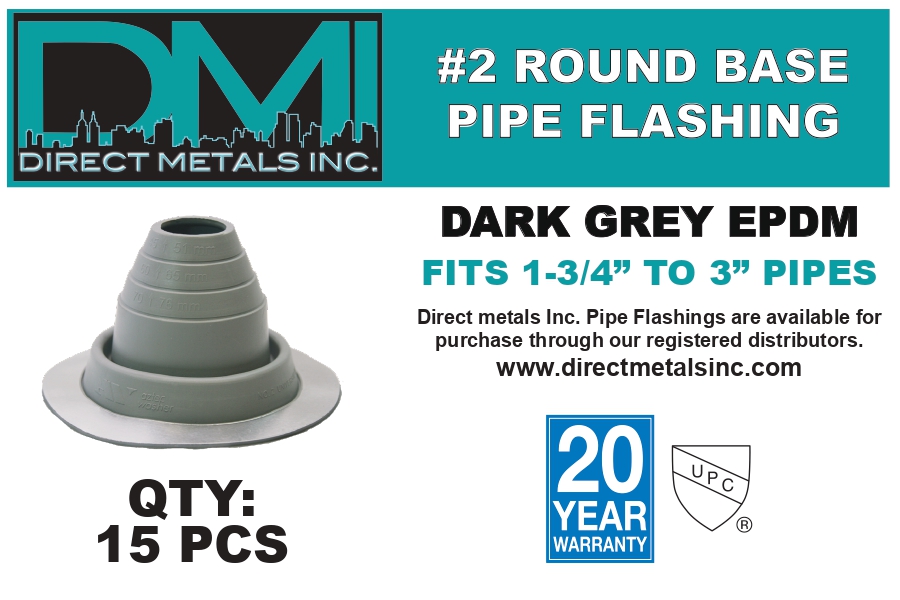 DMI
DIRECT METALS INC.
#2 ROUND BASE
PIPE FLASHING
DARK GREY EPDM
FITS 1-3/4” TO 3” PIPES
Direct metals Inc. Pipe Flashings are available for
purchase through our registered distributors.
www.directmetalsinc.com
QTY:
15 PCS
20
YEAR
WARRANTY
UPC
®